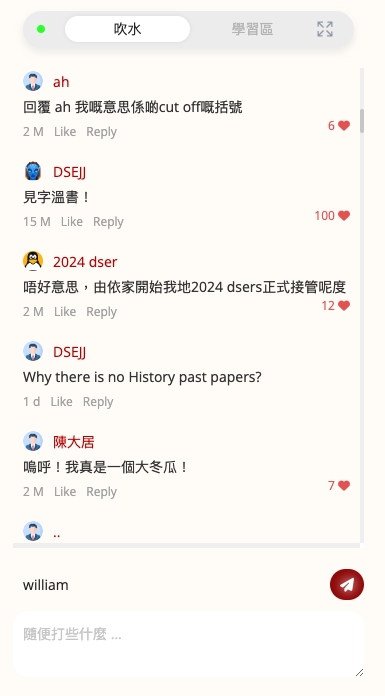 吹水 學習區
ah
回覆 ah 我嘅意思係啲cut off嘅括號
2 M Like Reply 6
DSEJJ
見字溫書！
15 M Like Reply 100
2024 dser
唔好意思，由依家開始我地2024 dsers正式接管呢度
2 M Like Reply 12
DSEJJ
Why there is no History past papers?
1 d Like Reply
陳大居
嗚呼！我真是一個大冬瓜！
2 M Like Reply 7
..
william
隨便打些什麼 ...